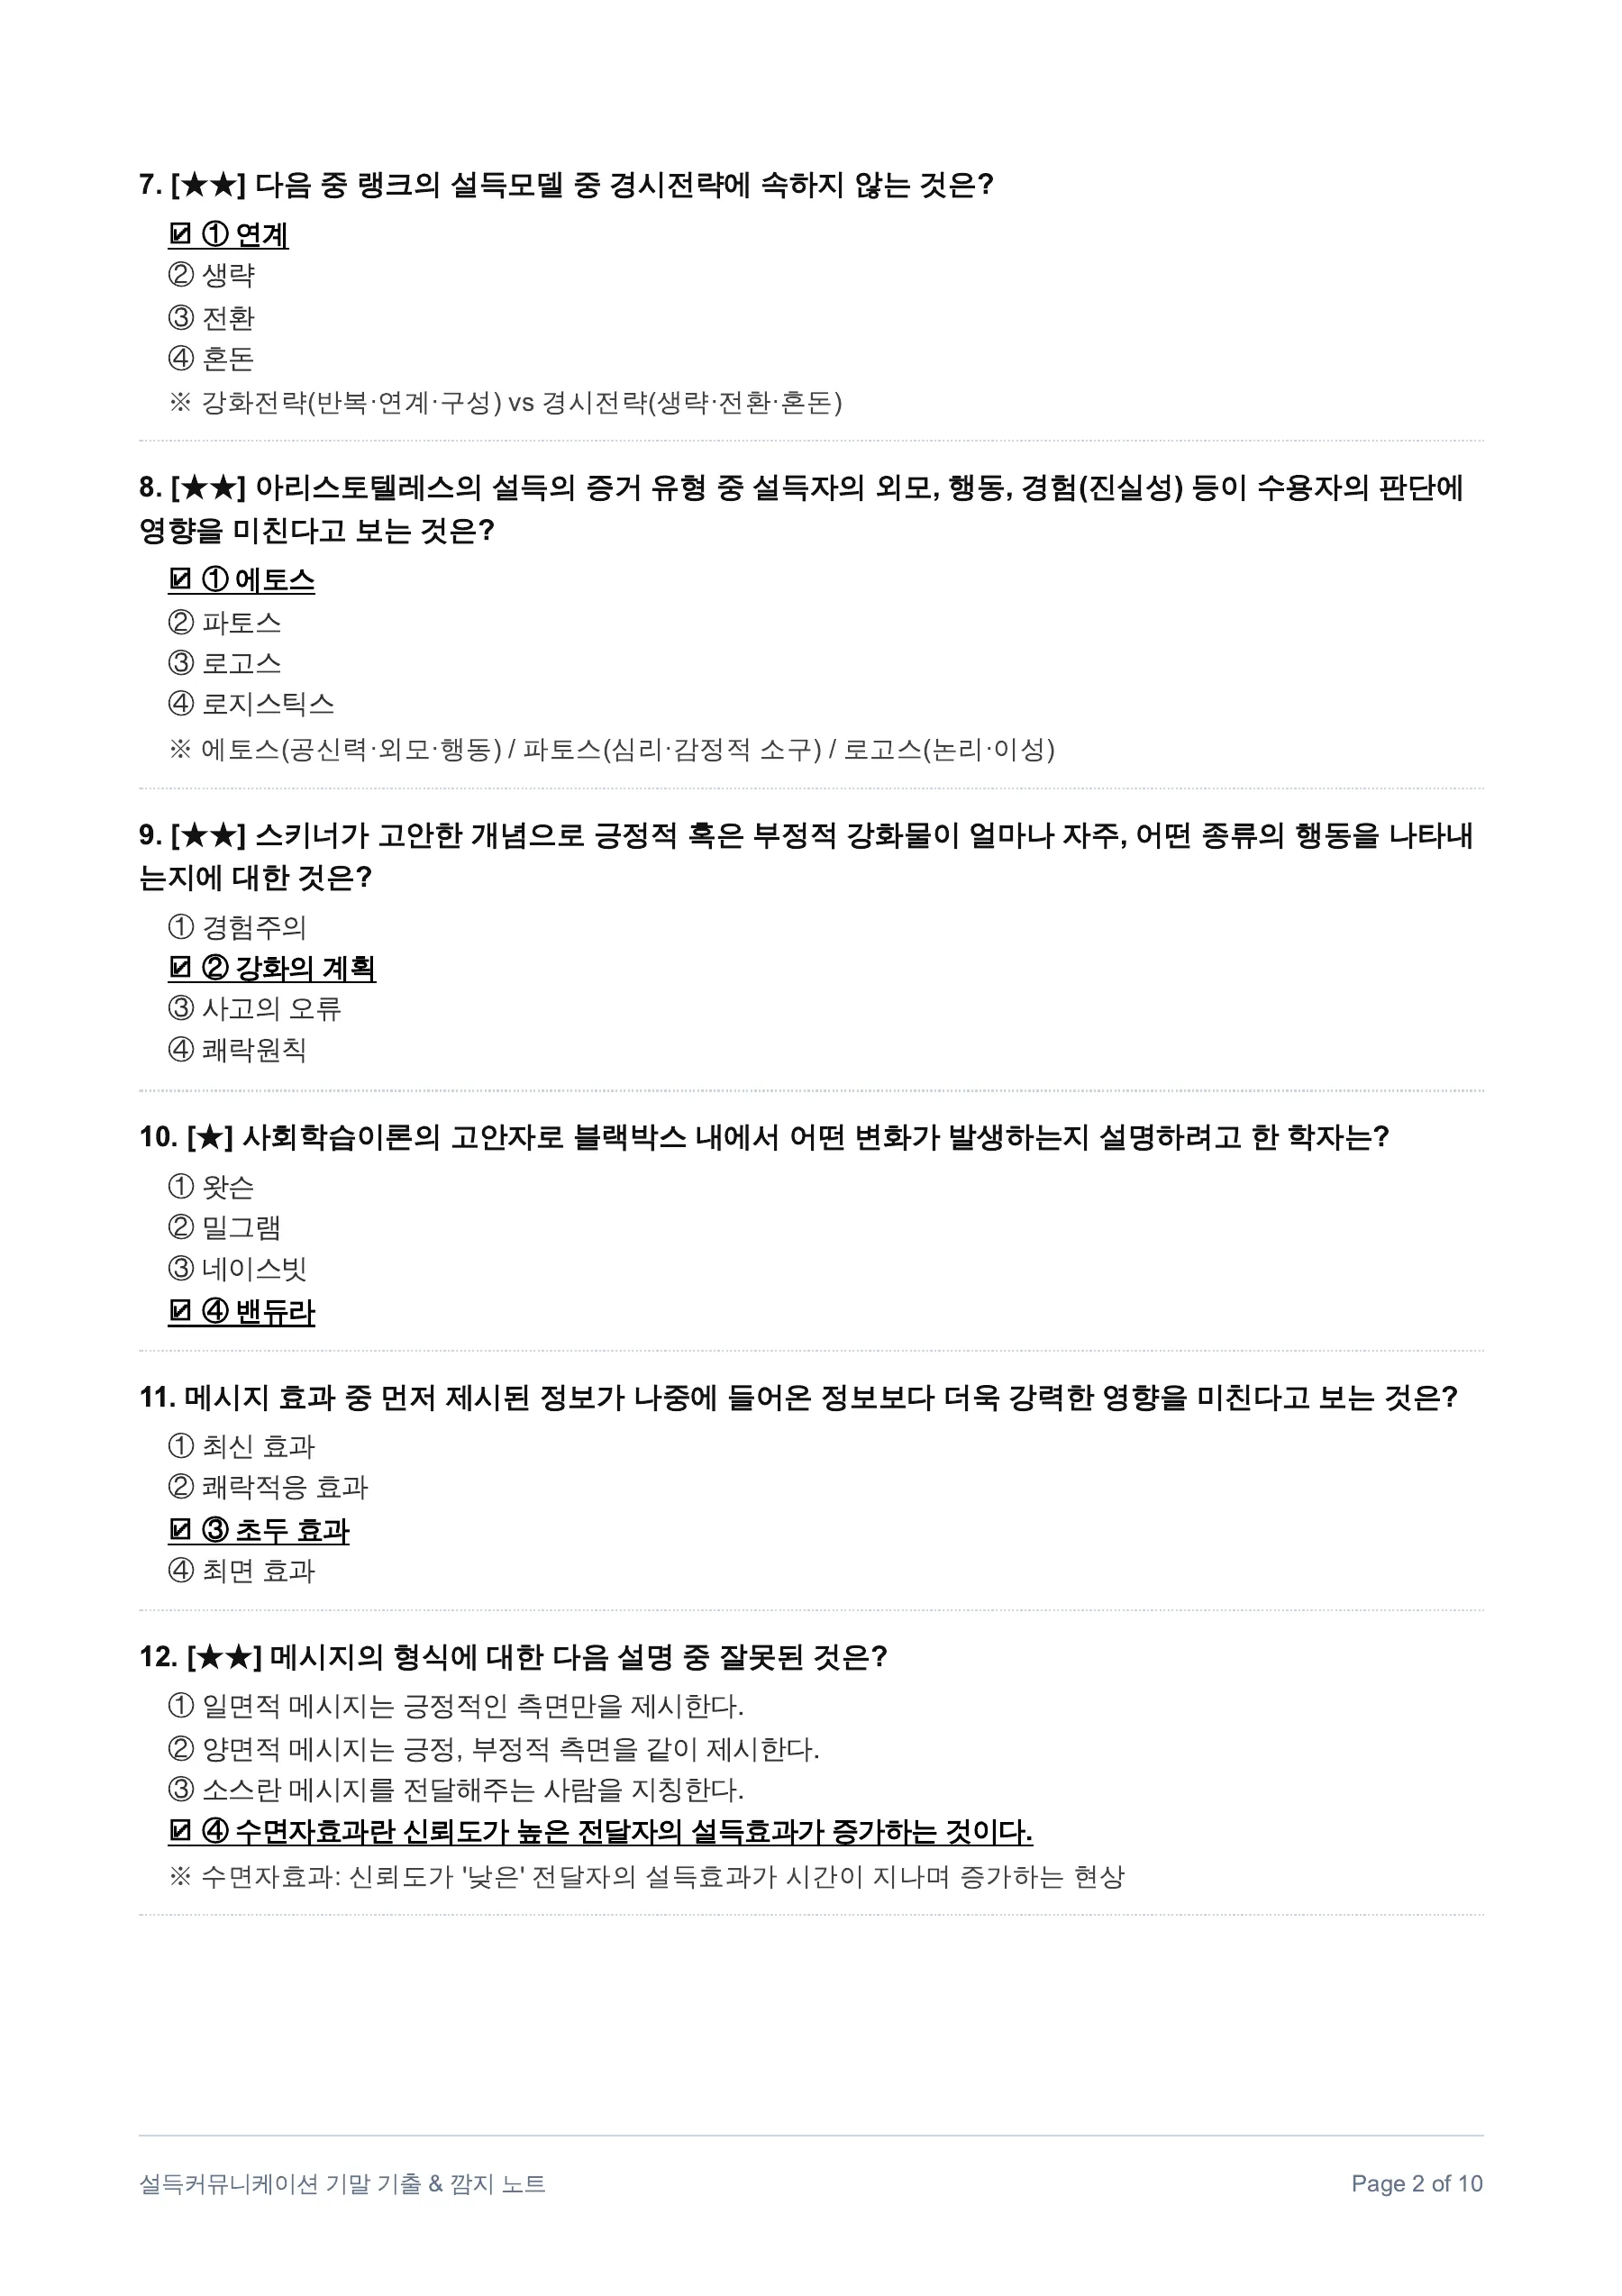 7. [★★] 다음 중 랭크의 설득모델 중 경시전략에 속하지 않는 것은?
☑ ① 연계
② 생략
③ 전환
④ 혼돈
※ 강화전략(반복·연계·구성) vs 경시전략(생략·전환·혼돈)
8. [★★] 아리스토텔레스의 설득의 증거 유형 중 설득자의 외모, 행동, 경험(진실성) 등이 수용자의 판단에
영향을 미친다고 보는 것은?
☑ ① 에토스
② 파토스
③ 로고스
④ 로지스틱스
※ 에토스(공신력·외모·행동) / 파토스(심리·감정적 소구) / 로고스(논리·이성)
9. [★★] 스키너가 고안한 개념으로 긍정적 혹은 부정적 강화물이 얼마나 자주, 어떤 종류의 행동을 나타내
는지에 대한 것은?
① 경험주의
☑ ② 강화의 계획
③ 사고의 오류
④ 쾌락원칙
10. [★] 사회학습이론의 고안자로 블랙박스 내에서 어떤 변화가 발생하는지 설명하려고 한 학자는?
① 왓슨
② 밀그램
③ 네이스빗
☑ ④ 밴듀라
11. 메시지 효과 중 먼저 제시된 정보가 나중에 들어온 정보보다 더욱 강력한 영향을 미친다고 보는 것은?
① 최신 효과
② 쾌락적응 효과
☑ ③ 초두 효과
④ 최면 효과
12. [★★] 메시지의 형식에 대한 다음 설명 중 잘못된 것은?
① 일면적 메시지는 긍정적인 측면만을 제시한다.
② 양면적 메시지는 긍정, 부정적 측면을 같이 제시한다.
③ 소스란 메시지를 전달해주는 사람을 지칭한다.
☑ ④ 수면자효과란 신뢰도가 높은 전달자의 설득효과가 증가하는 것이다.
※ 수면자효과: 신뢰도가 '낮은' 전달자의 설득효과가 시간이 지나며 증가하는 현상
설득커뮤니케이션 기말 기출 & 깜지 노트
Page 2 of 10